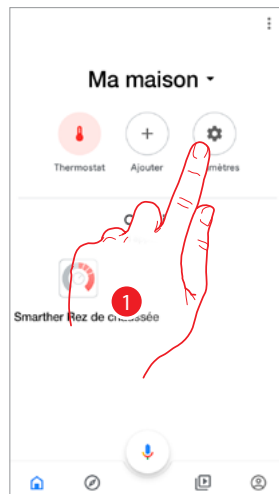 Ma maison
Thermostat
Ajouter
mètres
C
Smarther Rez de chaussée
1